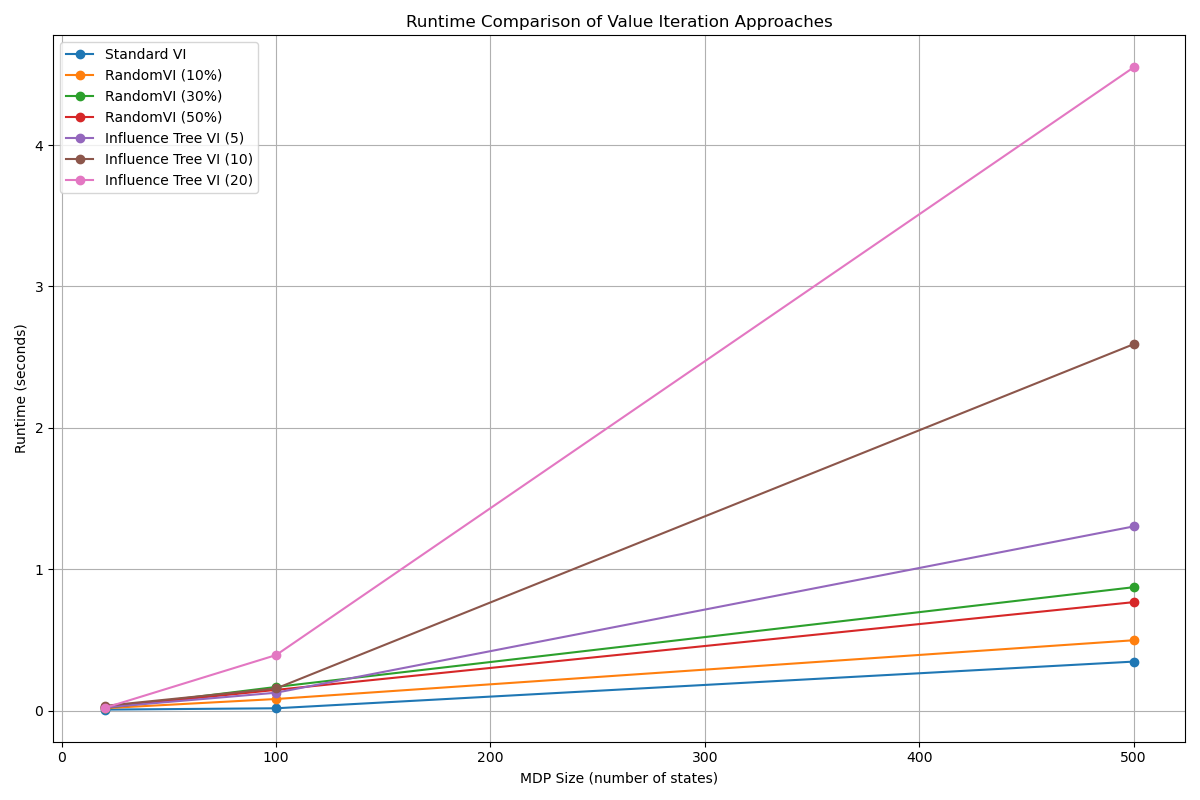 Runtime Comparison of Value Iteration Approaches
Standard VI
RandomVI (10%)
RandomVI (30%)
RandomVI (50%)
Influence Tree VI (5)
Influence Tree VI (10)
Influence Tree VI (20)
4
3
2
1
0
Runtime (seconds)
0
100
200
300
400
500
MDP Size (number of states)